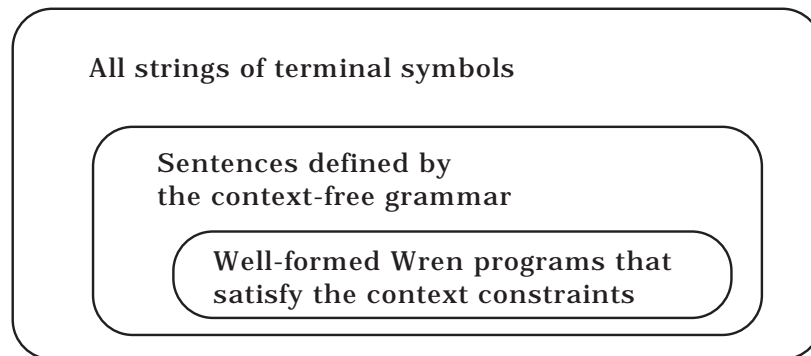 All strings of terminal symbols
Sentences defined by
the context-free grammar
Well-formed Wren programs that
satisfy the context constraints